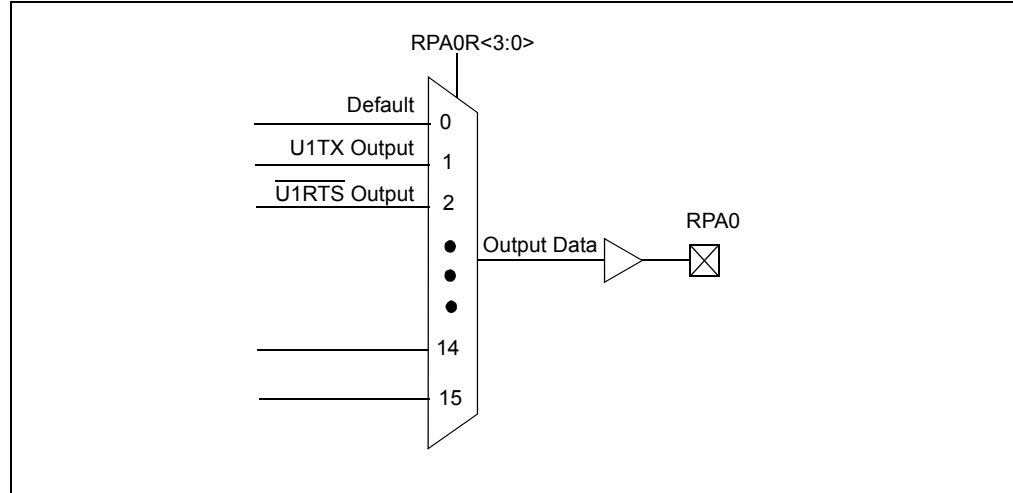 RPA0R<3:0>
Default
0
U1TX Output
1
U1RTS Output
2
RPA0
Output Data
14
15